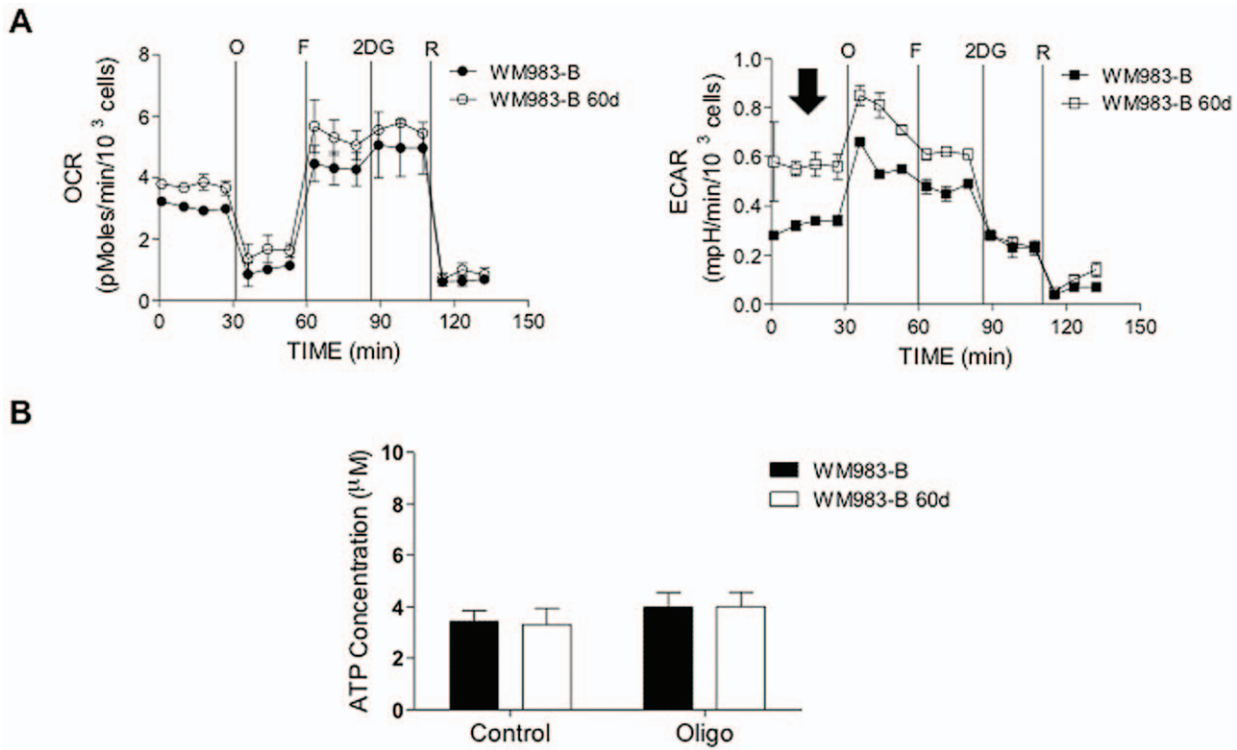 A
O F 2DG R
WM983-B
WM983-B 60d
OCR
(pMoles/min/10 3 cells)
8
6
4
2
0
0 30 60 90 120 150
TIME (min)
O F 2DG R
WM983-B
WM983-B 60d
ECAR
(mpH/min/10 3 cells)
1.0
0.8
0.6
0.4
0.2
0.0
0 30 60 90 120 150
TIME (min)
B
ATP Concentration (µM)
10
8
6
4
2
0
Control Oligo
WM983-B
WM983-B 60d